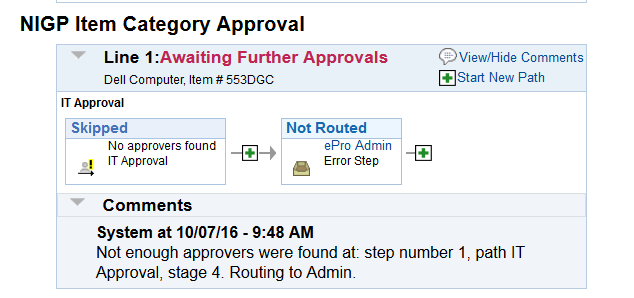 NIGP Item Category Approval
Line 1:Awaiting Further Approvals
View/Hide Comments
Dell Computer, Item # 553DGC
Start New Path
IT Approval
Skipped
No approvers found
IT Approval
Not Routed
ePro Admin
Error Step
Comments
System at 10/07/16 - 9:48 AM
Not enough approvers were found at: step number 1, path IT
Approval, stage 4. Routing to Admin.